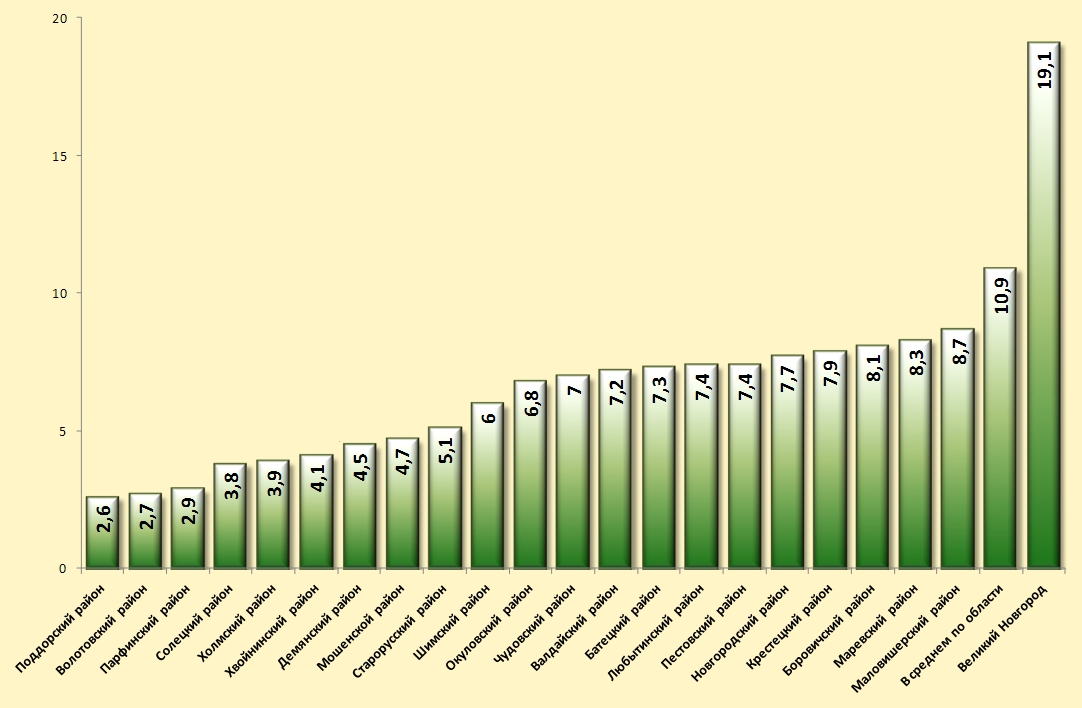 20
15
10
5
0
2,6
2,7
2,9
3,8
3,9
4,1
4,5
4,7
5,1
6
6,8
7
7,2
7,3
7,4
7,4
7,7
7,9
8,1
8,3
8,7
10,9
19,1
Поддорский район
Волотовский район
Парфинский район
Солецкий район
Холмский район
Хвойнинский район
Демянский район
Мошенской район
Старорусский район
Шимский район
Окуловский район
Чудовский район
Валдайский район
Батецкий район
Любытинский район
Пестовский район
Новгородский район
Крестецкий район
Боровичский район
Маревский район
Маловишерский район
В среднем по области
Великий Новгород